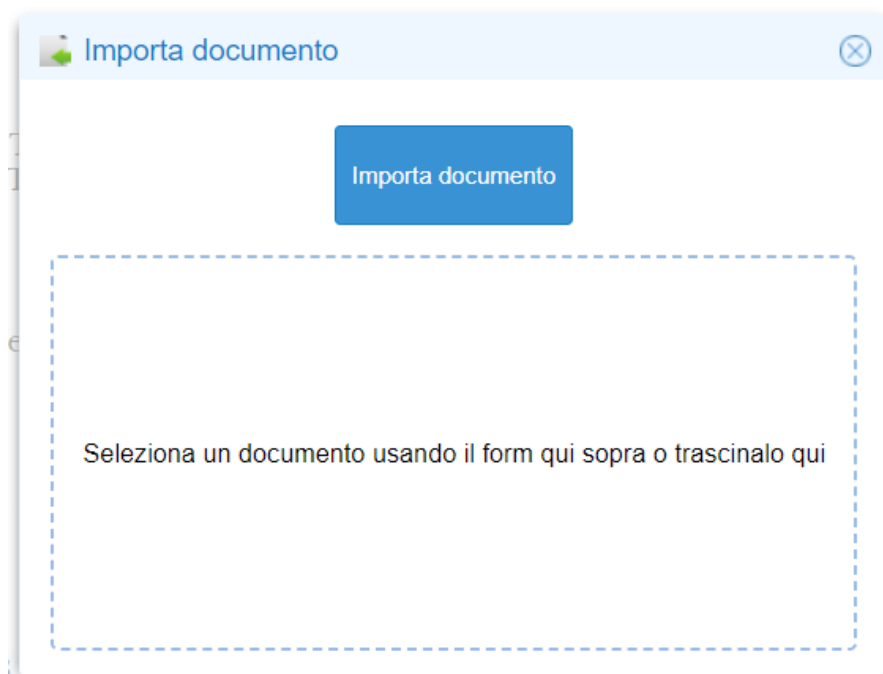 Importa documento
Importa documento
Seleziona un documento usando il form qui sopra o trascinalo qui